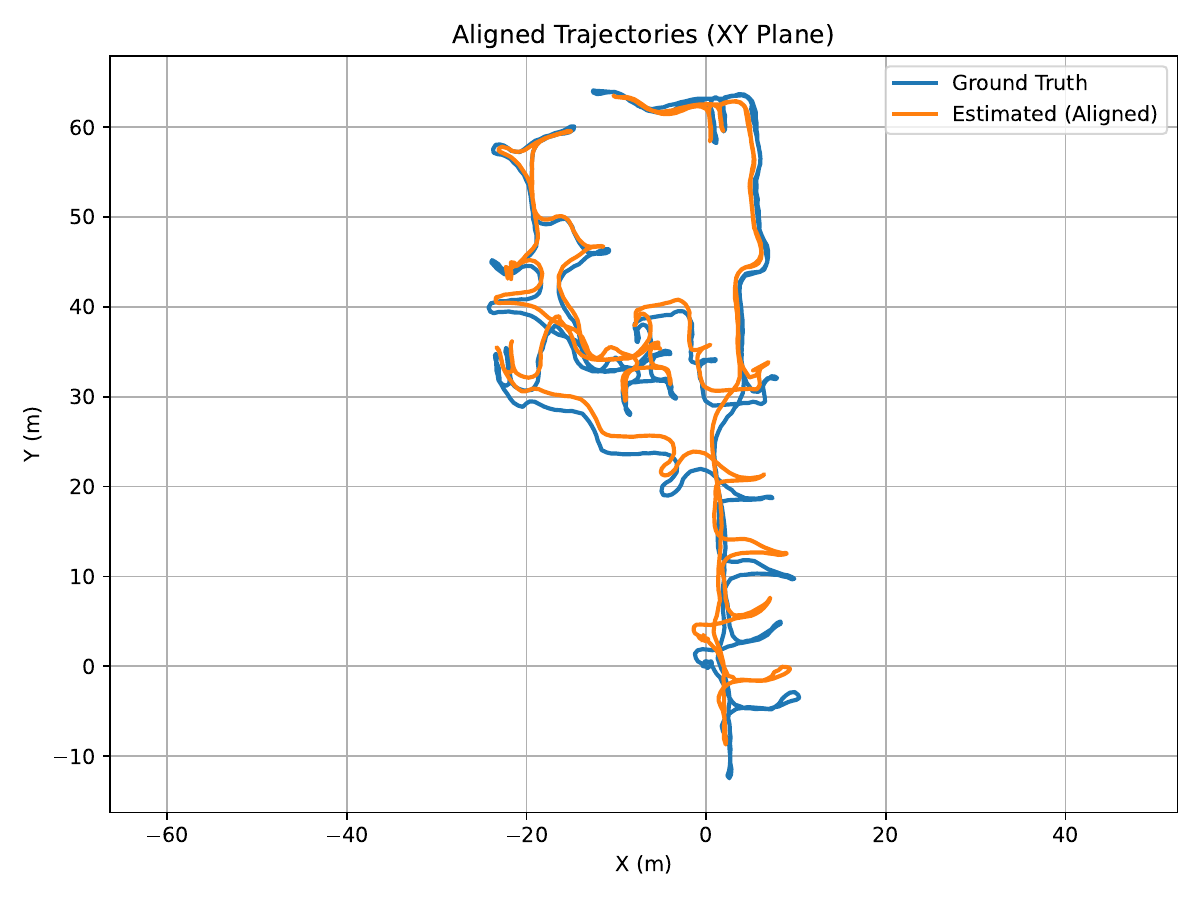 Aligned Trajectories (XY Plane)
Ground Truth
Estimated (Aligned)
60
50
40
30
20
10
0
−10
Y (m)
−60
−40
−20
0
20
40
X (m)